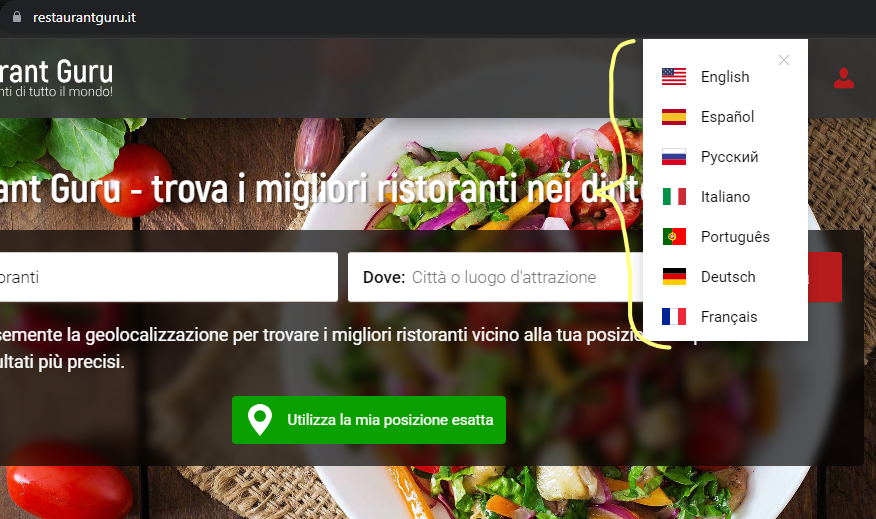 restaurantguru.it
rant Guru
nti di tutto il mondo!
English
Español
Русский
Italiano
Português
Deutsch
Français
ant Guru - trova i migliori ristoranti nei
oranti
Dove: Città o luogo d'attrazione
semente la geolocalizzazione per trovare i migliori ristoranti vicino alla tua
ultati più precisi.
Utilizza la mia posizione esatta